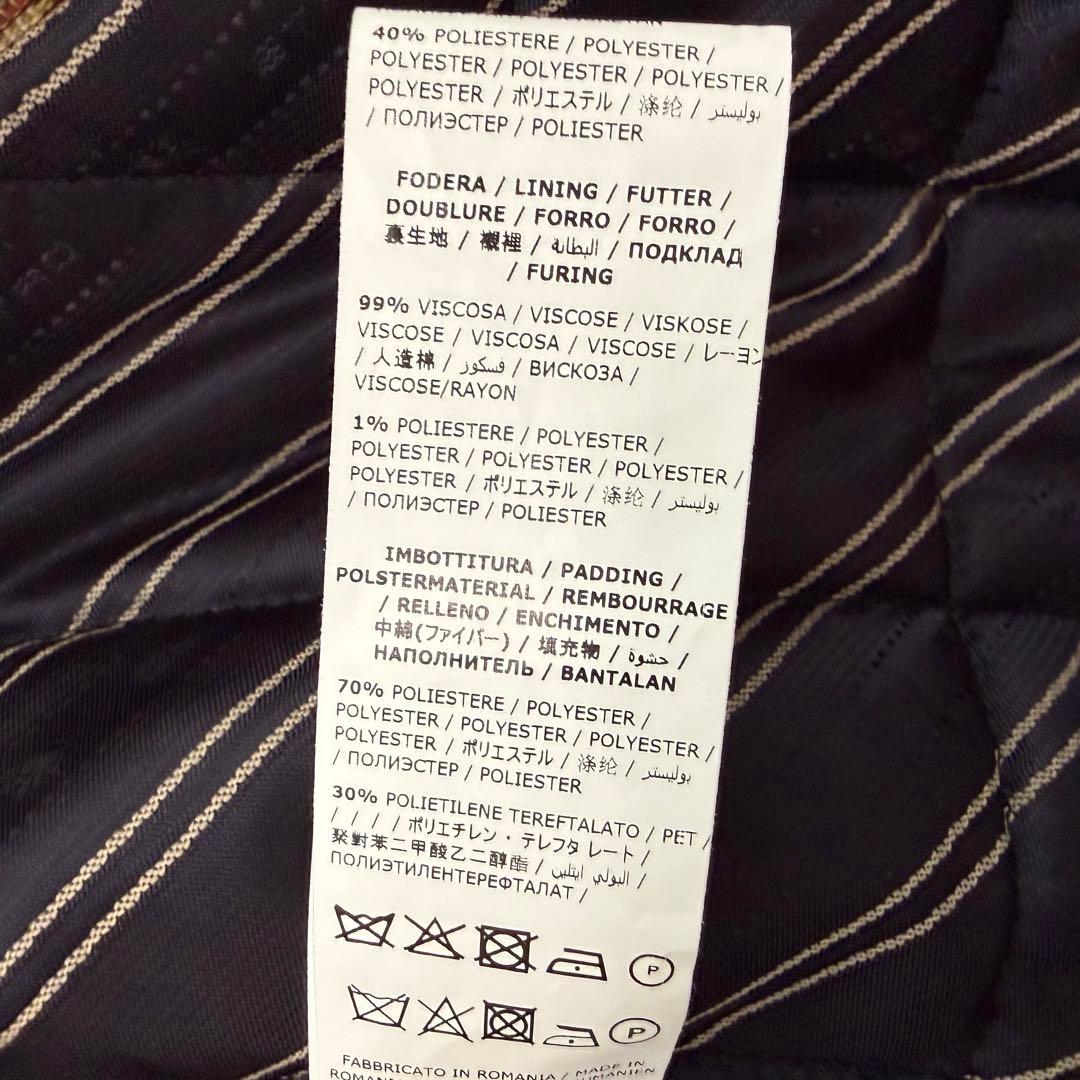 40% POLIESTERE / POLYESTER /
POLYESTER / POLYESTER / POLYESTER /
POLYESTER / ポリエステル / 涤纶 / بوليستر
/ ПОЛИЭСТЕР / POLIESTER
FODERA / LINING / FUTTER /
DOUBLURE / FORRO / FORRO /
裏生地 / 襯裡 / البطانة / ПОДКЛАД
/ FURING
99% VISCOSA / VISCOSE / VISKOSE /
VISCOSE / VISCOSA / VISCOSE / レーヨン
/ 人造棉 / فسكوز / ВИСКОЗА /
VISCOSE/RAYON
1% POLIESTERE / POLYESTER /
POLYESTER / POLYESTER / POLYESTER /
POLYESTER / ポリエステル / 涤纶 / بوليستر
/ ПОЛИЭСТЕР / POLIESTER
IMBOTTITURA / PADDING /
POLSTERMATERIAL / REMBOURRAGE
/ RELLENO / ENCHIMENTO /
中綿(ファイバー) / 填充物 / حشوة /
НАПОЛНИТЕЛЬ / BANTALAN
70% POLIESTERE / POLYESTER /
POLYESTER / POLYESTER / POLYESTER /
POLYESTER / ポリエステル / 涤纶 / بوليستر
/ ПОЛИЭСТЕР / POLIESTER
30% POLIETILENE TEREFTALATO / PET /
/ / / / ポリエチレン・テレフタレート /
聚對苯二甲酸乙二醇酯 / البولي ايثلين /
ПОЛИЭТИЛЕНТЕРЕФТАЛАТ /
P
P
FABBRICATO IN ROMANIA / MADE IN